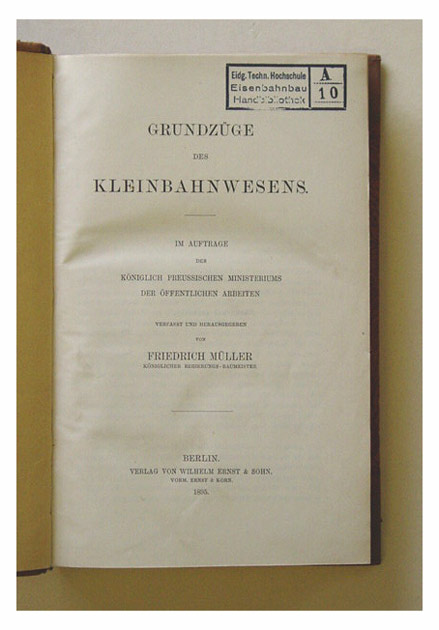 Eidg. Techn. Hochschule
Eisenbahnbau
Handbibliothek
A
10
GRUNDZÜGE
DES
KLEINBAHNWESENS.
IM AUFTRAGE
DES
KÖNIGLICH PREUSSISCHEN MINISTERIUMS
DER ÖFFENTLICHEN ARBEITEN
VERFASST UND HERAUSGEGEBEN
VON
FRIEDRICH MÜLLER
KÖNIGLICHER REGIERUNGS-BAUMEISTER.
BERLIN.
VERLAG VON WILHELM ERNST & SOHN.
VORM. ERNST & KORN.
1895.